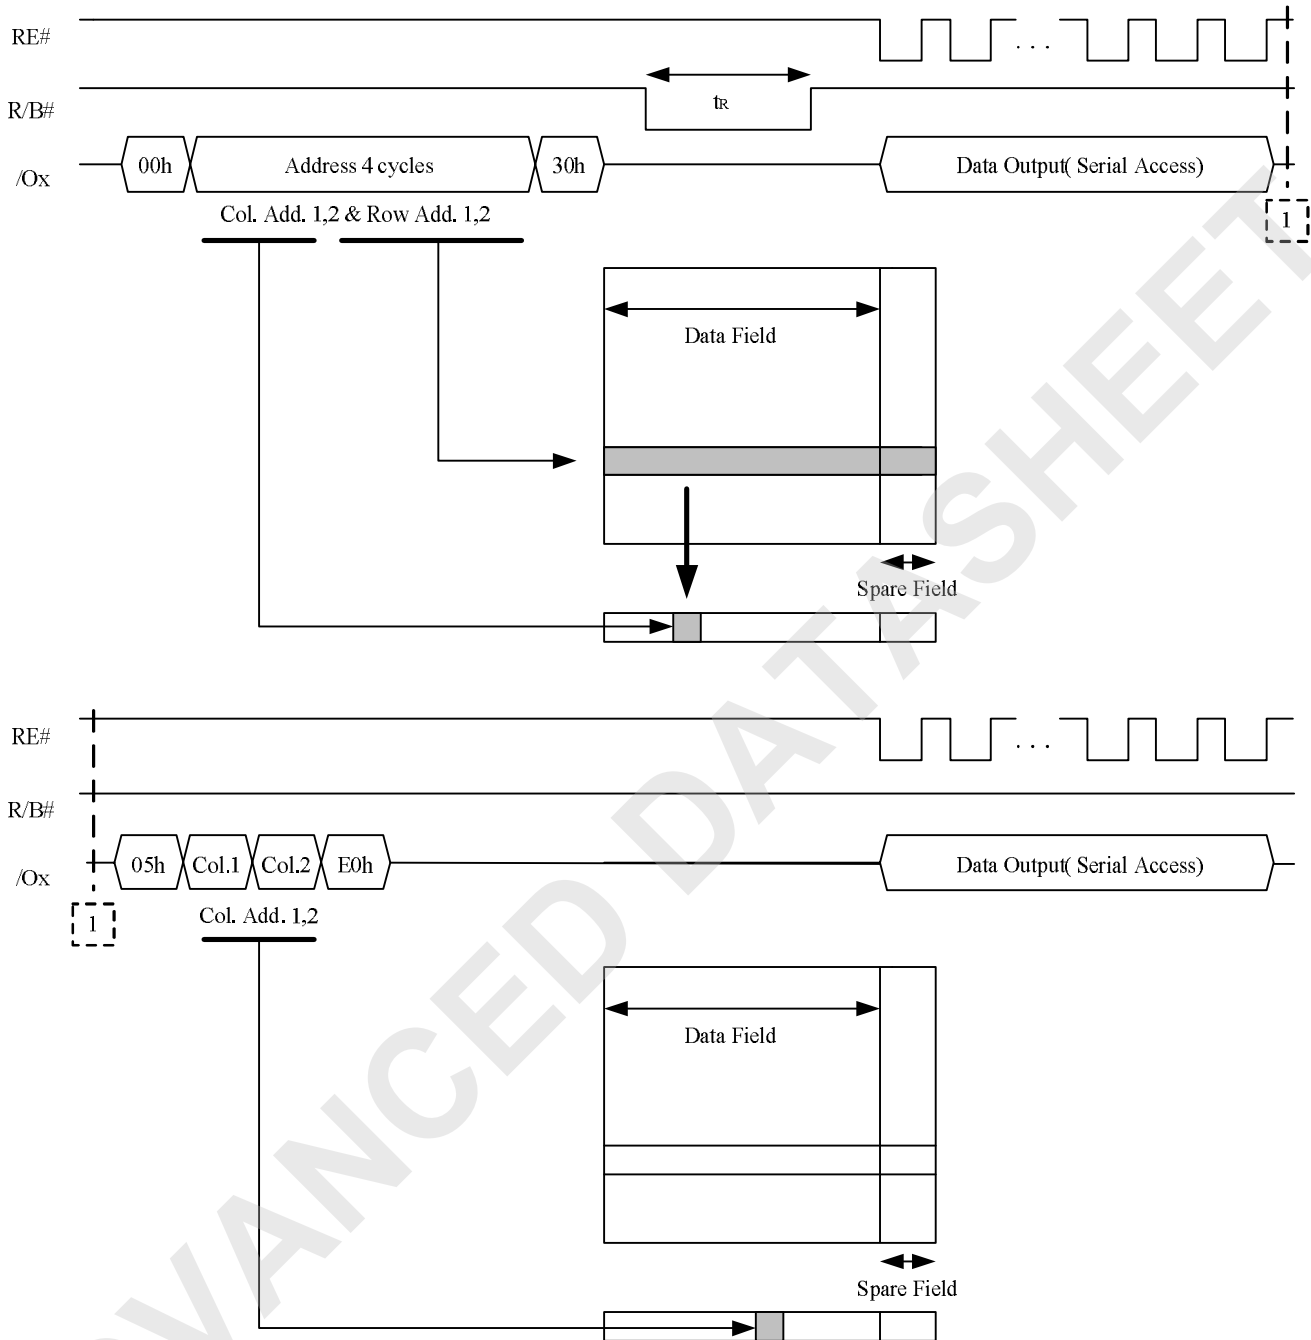 RE#
. . .
R/B#
tR
/Ox
00h
Address 4 cycles
30h
Data Output( Serial Access)
Col. Add. 1,2 & Row Add. 1,2
1
Data Field
Spare Field
RE#
. . .
R/B#
/Ox
05h
Col.1
Col.2
E0h
Data Output( Serial Access)
1
Col. Add. 1,2
Data Field
Spare Field
VANCED DATASHEET